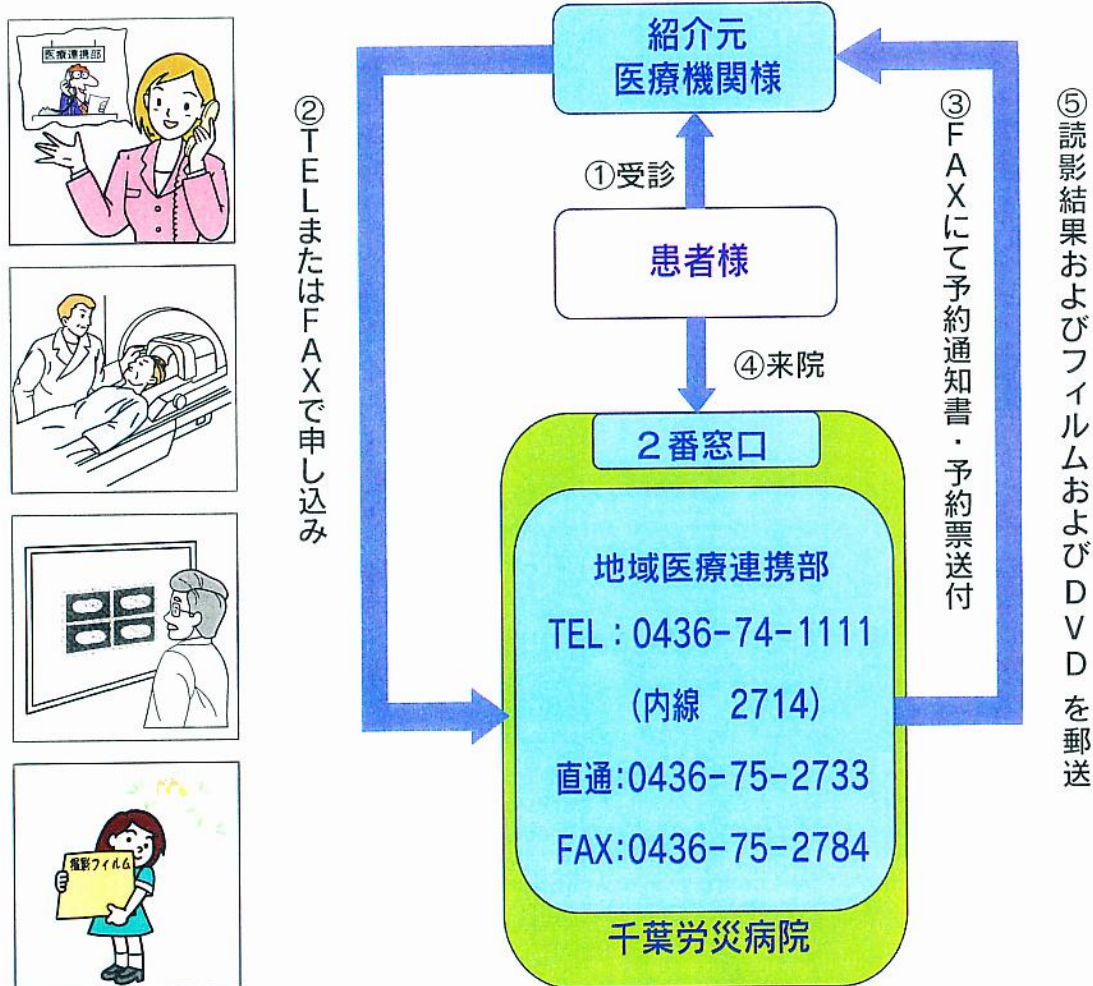 医療連携部
撮影フィルム
②TELまたはFAXで申し込み
紹介元
医療機関様
①受診
患者様
④来院
2番窓口
地域医療連携部
TEL：0436-74-1111
(内線　2714)
直通:0436-75-2733
FAX:0436-75-2784
千葉労災病院
③FAXにて予約通知書・予約票送付
⑤読影結果およびフィルムおよびDVDを郵送